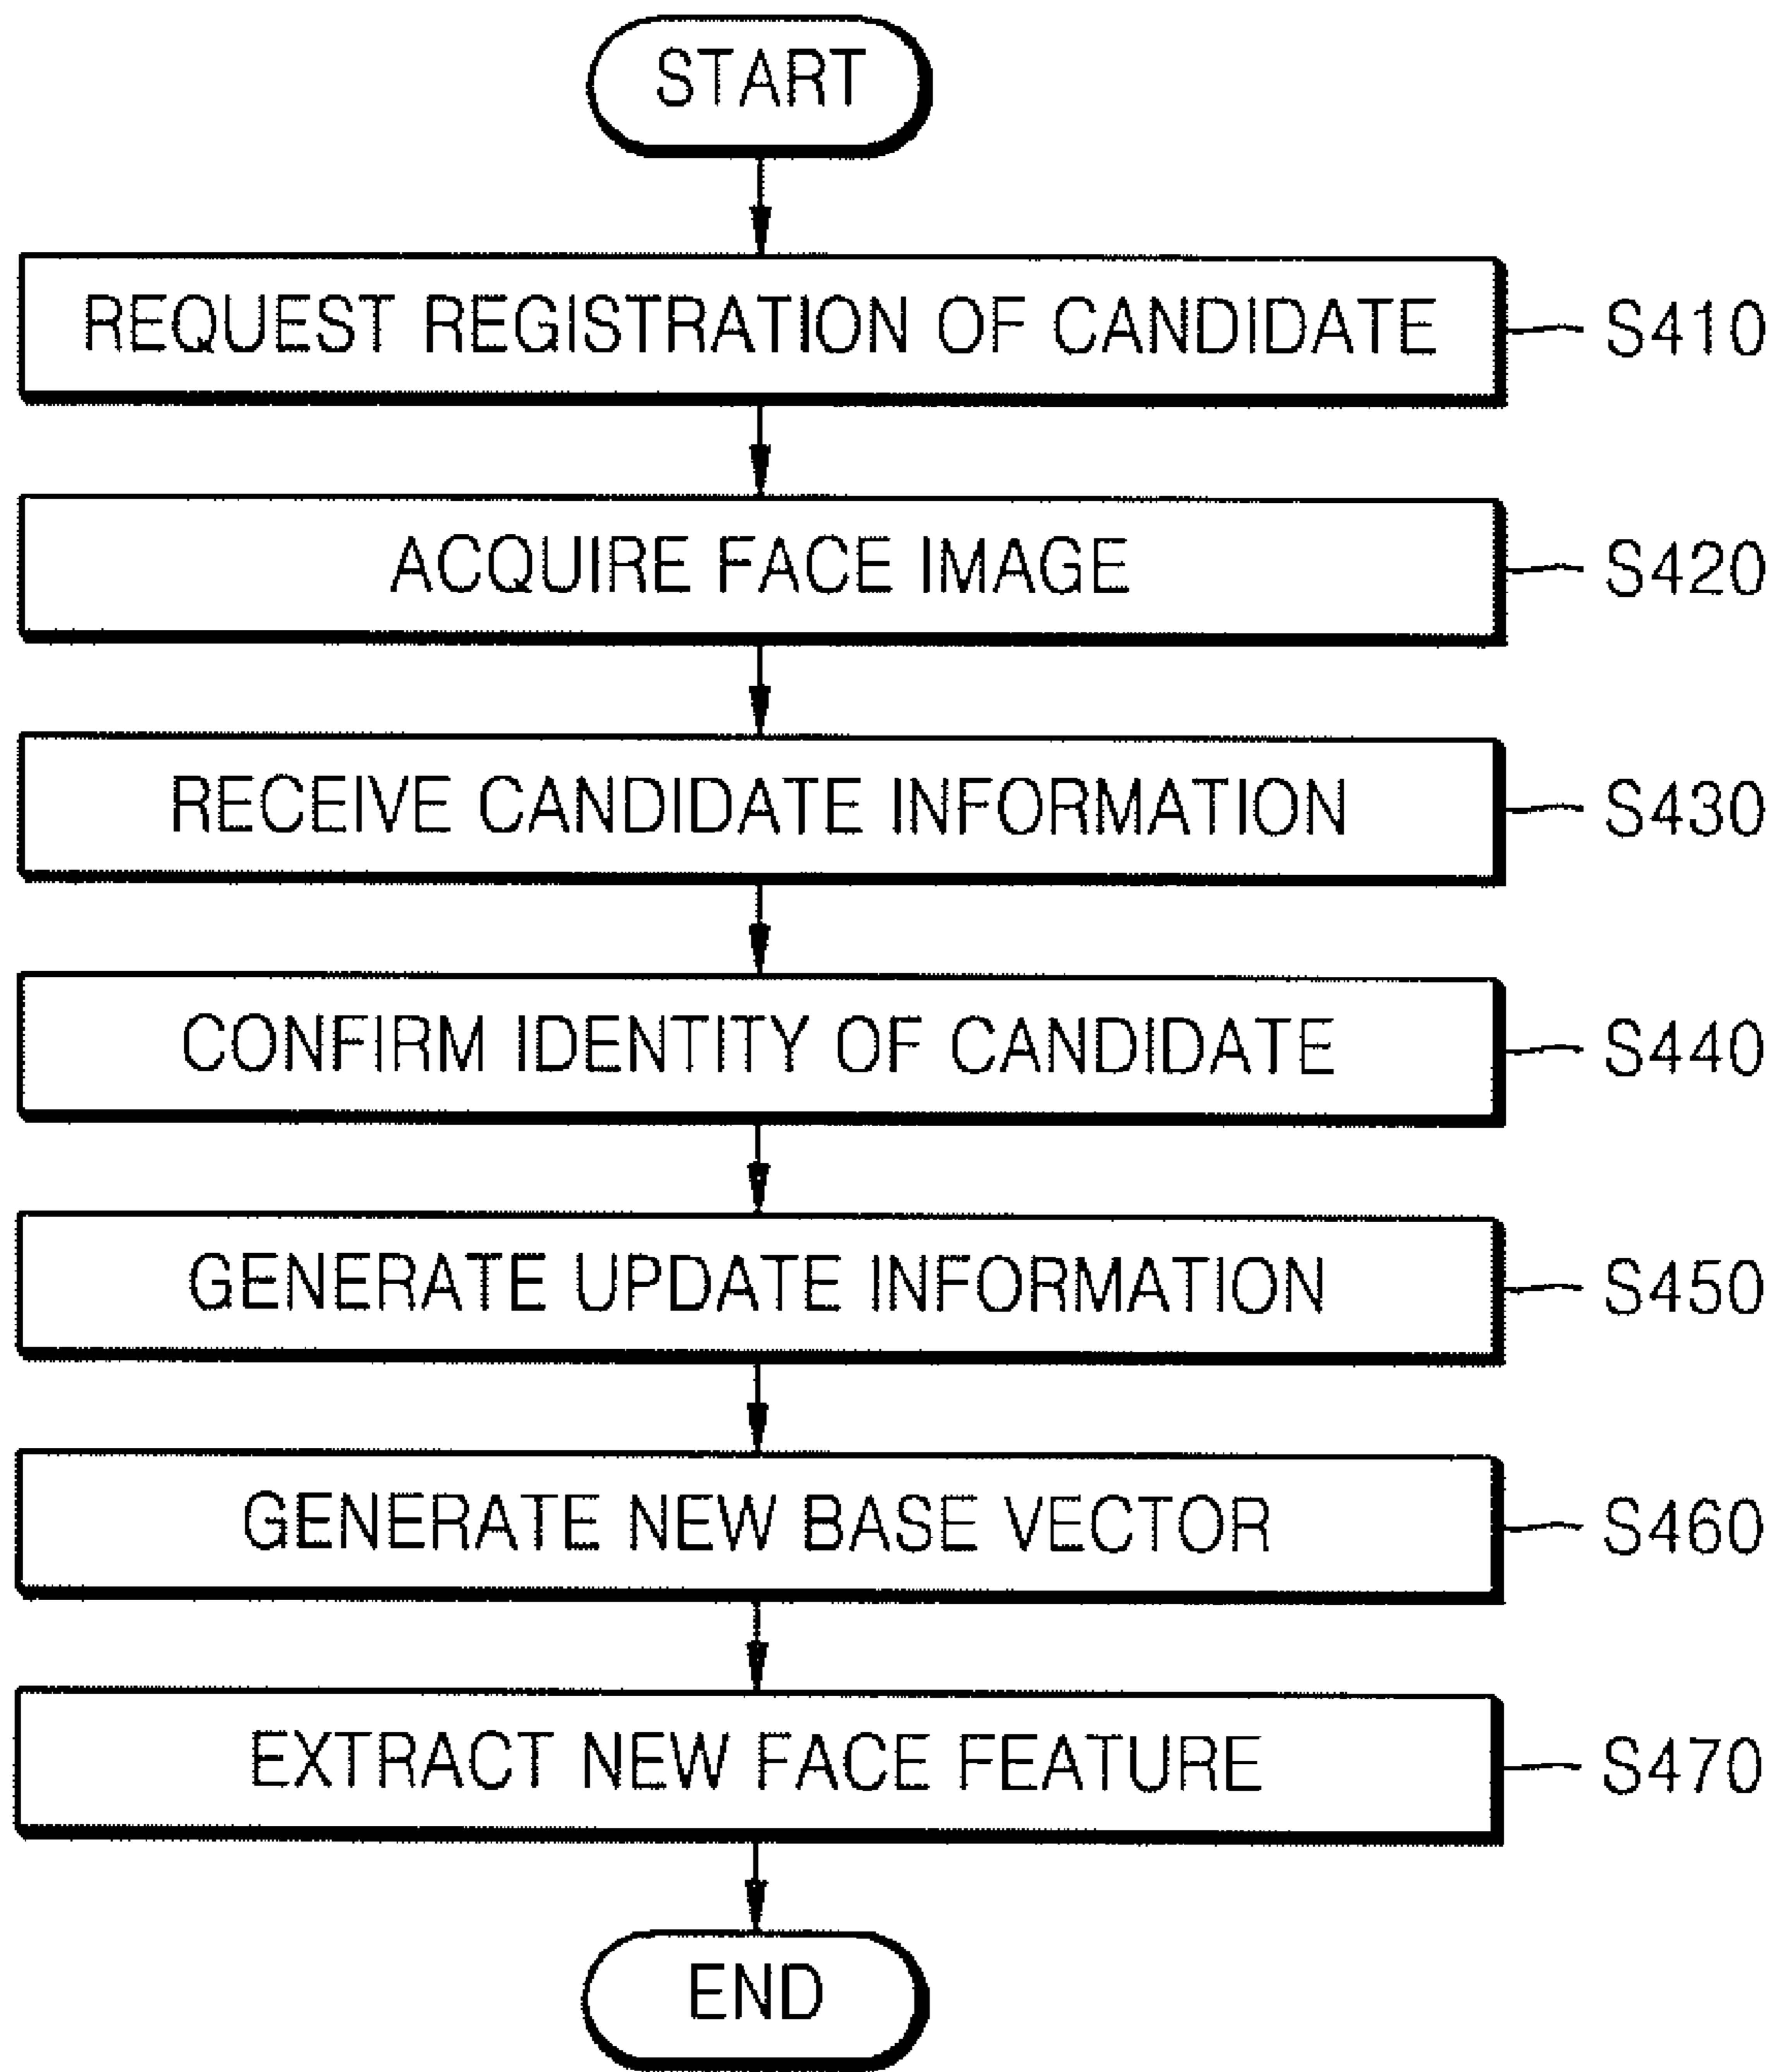 START
REQUEST REGISTRATION OF CANDIDATE S410
ACQUIRE FACE IMAGE S420
RECEIVE CANDIDATE INFORMATION S430
CONFIRM IDENTITY OF CANDIDATE S440
GENERATE UPDATE INFORMATION S450
GENERATE NEW BASE VECTOR S460
EXTRACT NEW FACE FEATURE S470
END